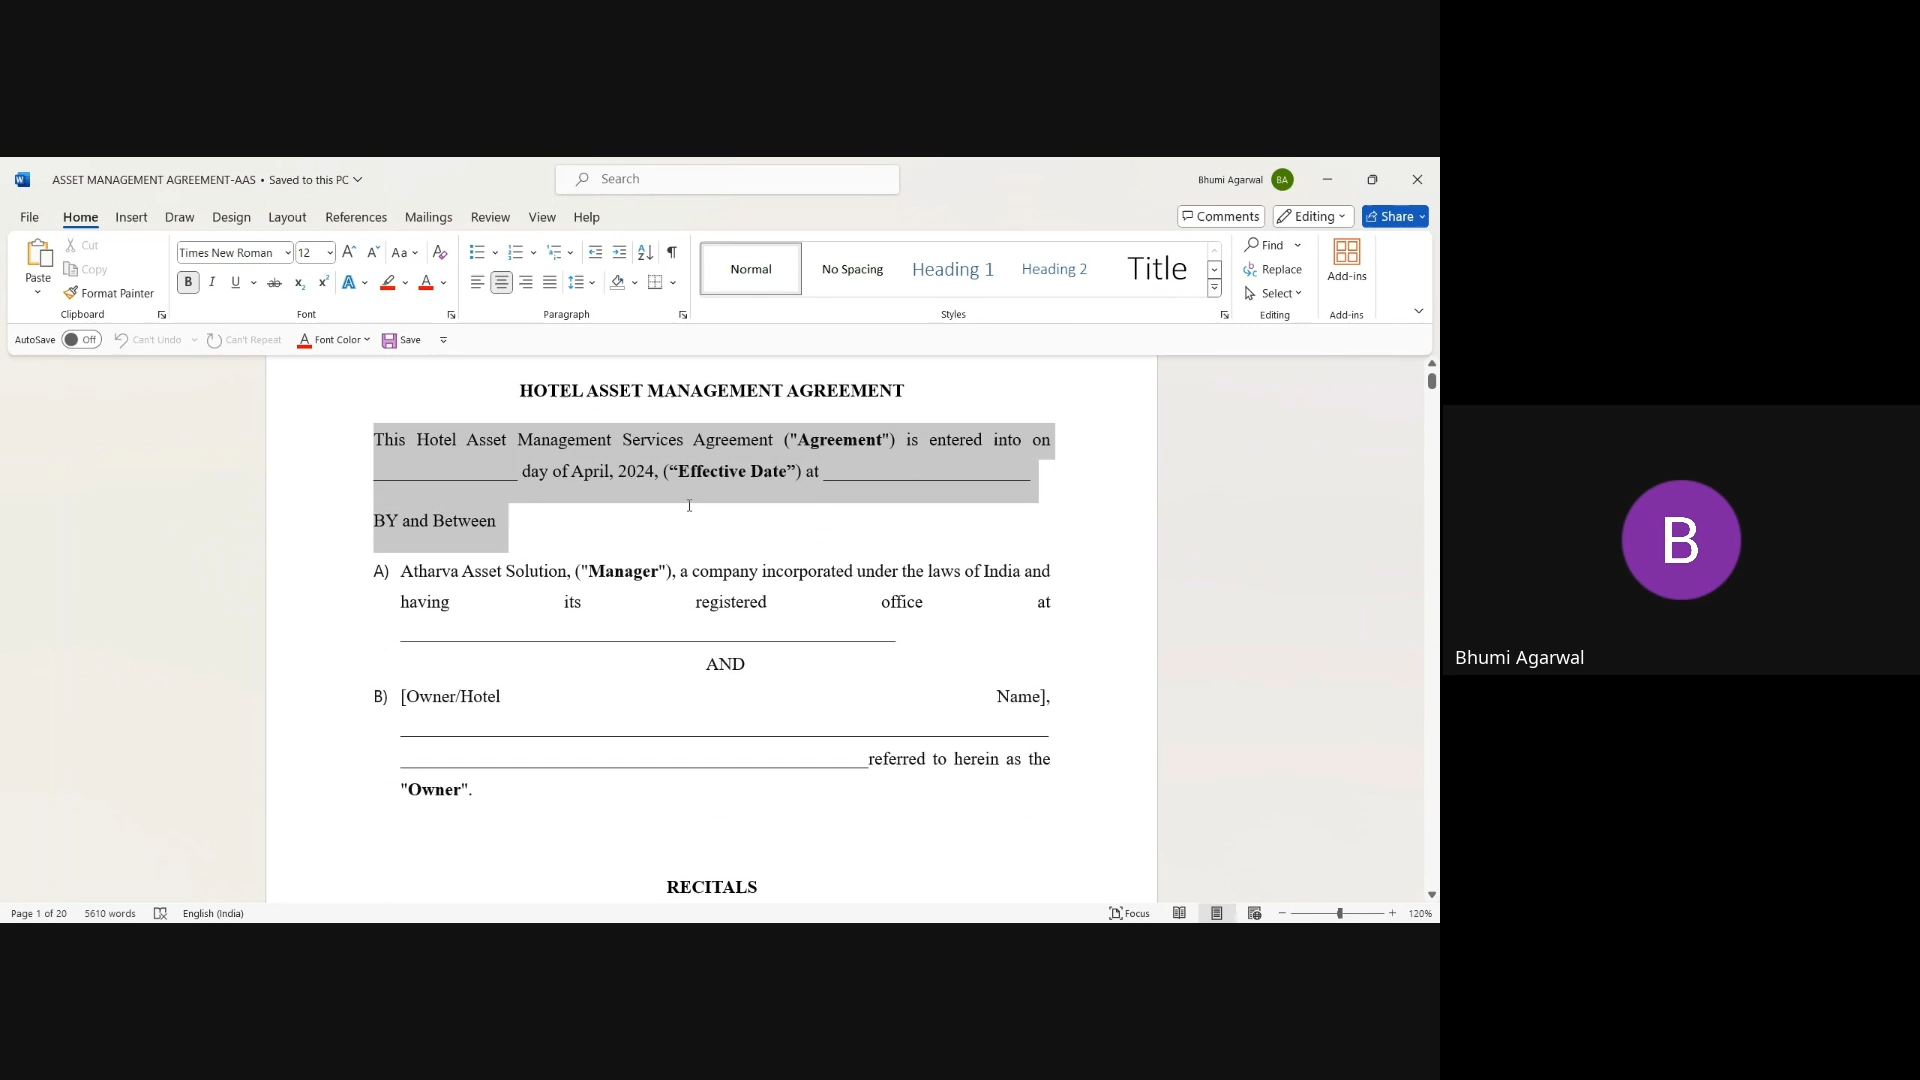 ASSET MANAGEMENT AGREEMENT-AAS • Saved to this PC
Search
Bhumi Agarwal BA
File Home Insert Draw Design Layout References Mailings Review View Help
Comments Editing Share
Paste
Cut
Copy
Format Painter
Clipboard
Times New Roman 12
Font
Paragraph
Normal
No Spacing
Heading 1
Heading 2
Title
Styles
Find
Replace
Select
Editing
Add-ins
Add-ins
AutoSave Off Can't Undo Can't Repeat Font Color Save
HOTEL ASSET MANAGEMENT AGREEMENT
This Hotel Asset Management Services Agreement ("Agreement") is entered into on
________________ day of April, 2024, (“Effective Date”) at _______________________
BY and Between
A) Atharva Asset Solution, ("Manager"), a company incorporated under the laws of India and
having its registered office at
_______________________________________________________
AND
B) [Owner/Hotel Name],
________________________________________________________________________
____________________________________________________referred to herein as the
"Owner".
RECITALS
Page 1 of 20 5610 words English (India)
Focus 120%
B
Bhumi Agarwal